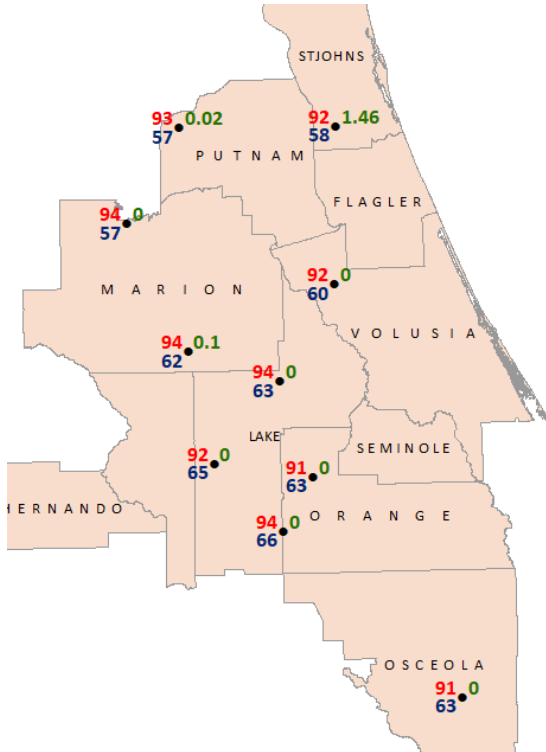 STJOHNS
93 0.02
57
92 1.46
58
PUTNAM
FLAGLER
94 0
57
MARION
92 0
60
VOLUSIA
94 0.1
62
94 0
63
LAKE
SEMINOLE
92 0
65
91 0
63
HERNANDO
94 0
66
ORANGE
OSCEOLA
91 0
63